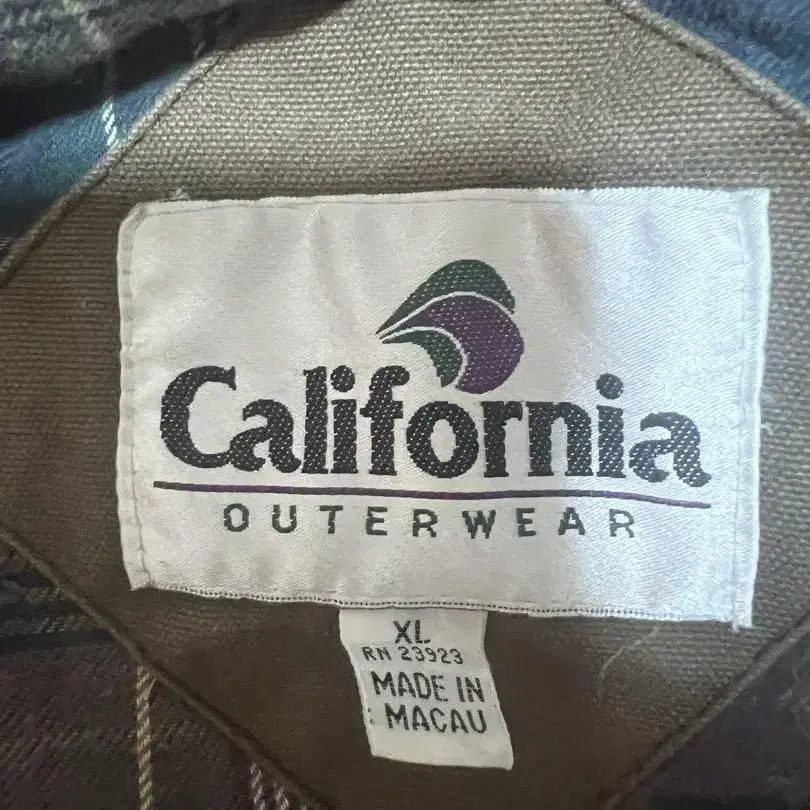 California
OUTERWEAR
XL
RN 23923
MADE IN
MACAU